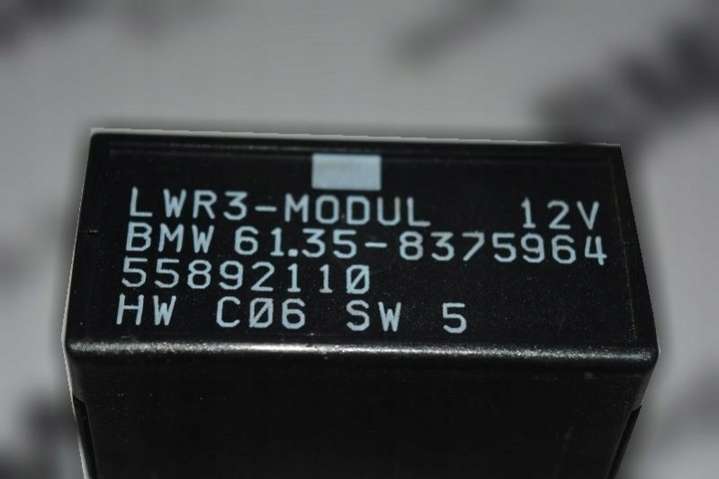 LWR3-MODUL 12V
BMW 61.35-8375964
55892110
HW C06 SW 5